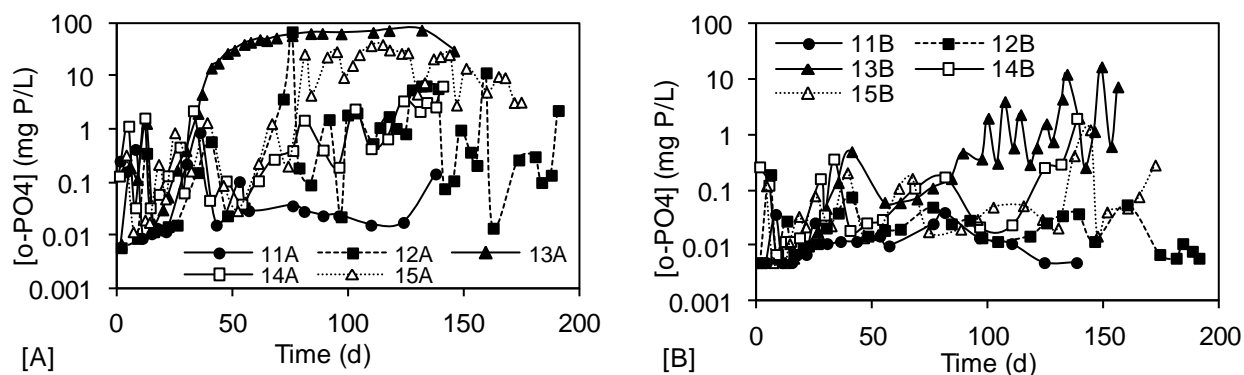 [o-PO4] (mg P/L)
100
10
1
0.1
0.01
0.001
11A 12A 13A
14A 15A
0 50 100 150 200
Time (d)
[A]
[o-PO4] (mg P/L)
100
10
1
0.1
0.01
0.001
11B 12B
13B 14B
15B
0 50 100 150 200
Time (d)
[B]